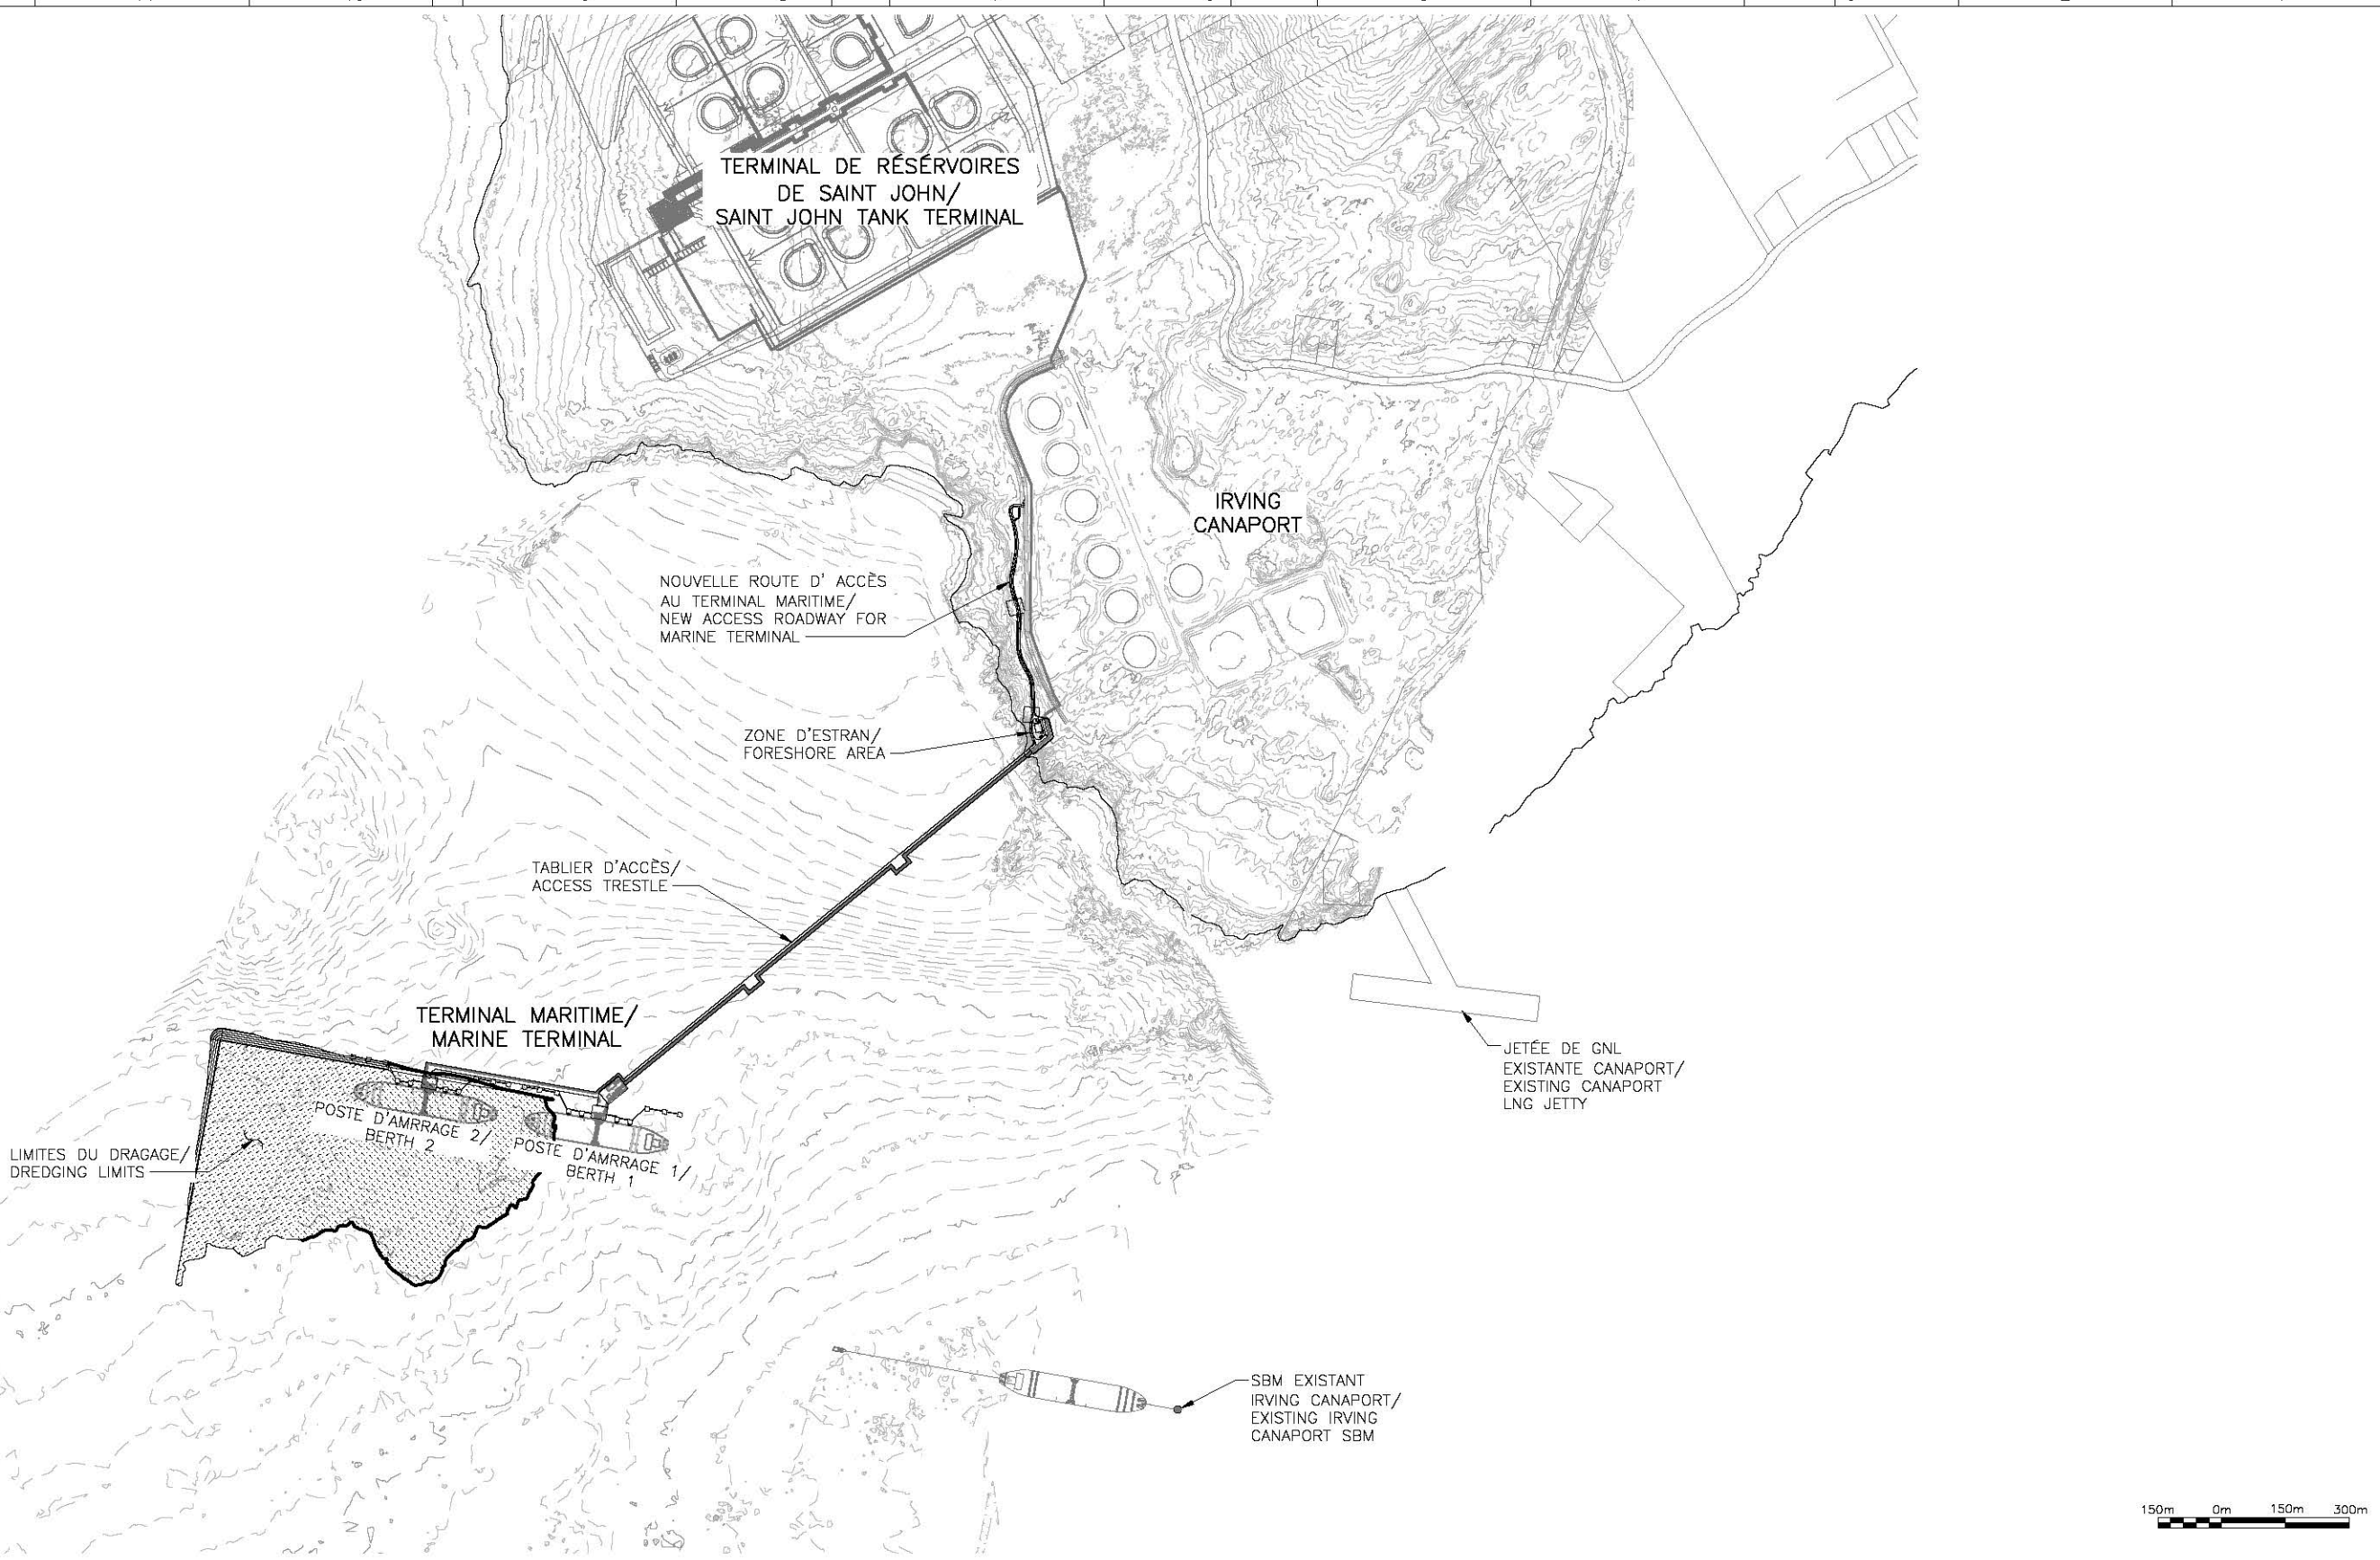 TERMINAL DE RÉSÉRVOIRES
DE SAINT JOHN/
SAINT JOHN TANK TERMINAL
IRVING
CANAPORT
NOUVELLE ROUTE D' ACCÈS
AU TERMINAL MARITIME/
NEW ACCESS ROADWAY FOR
MARINE TERMINAL
ZONE D'ESTRAN/
FORESHORE AREA
TABLIER D'ACCÈS/
ACCESS TRESTLE
TERMINAL MARITIME/
MARINE TERMINAL
JETÉE DE GNL
EXISTANTE CANAPORT/
EXISTING CANAPORT
LNG JETTY
POSTE D'AMRRAGE 2/
BERTH 2
POSTE D'AMRRAGE 1/
BERTH 1
LIMITES DU DRAGAGE/
DREDGING LIMITS
SBM EXISTANT
IRVING CANAPORT/
EXISTING IRVING
CANAPORT SBM
150m 0m 150m 300m